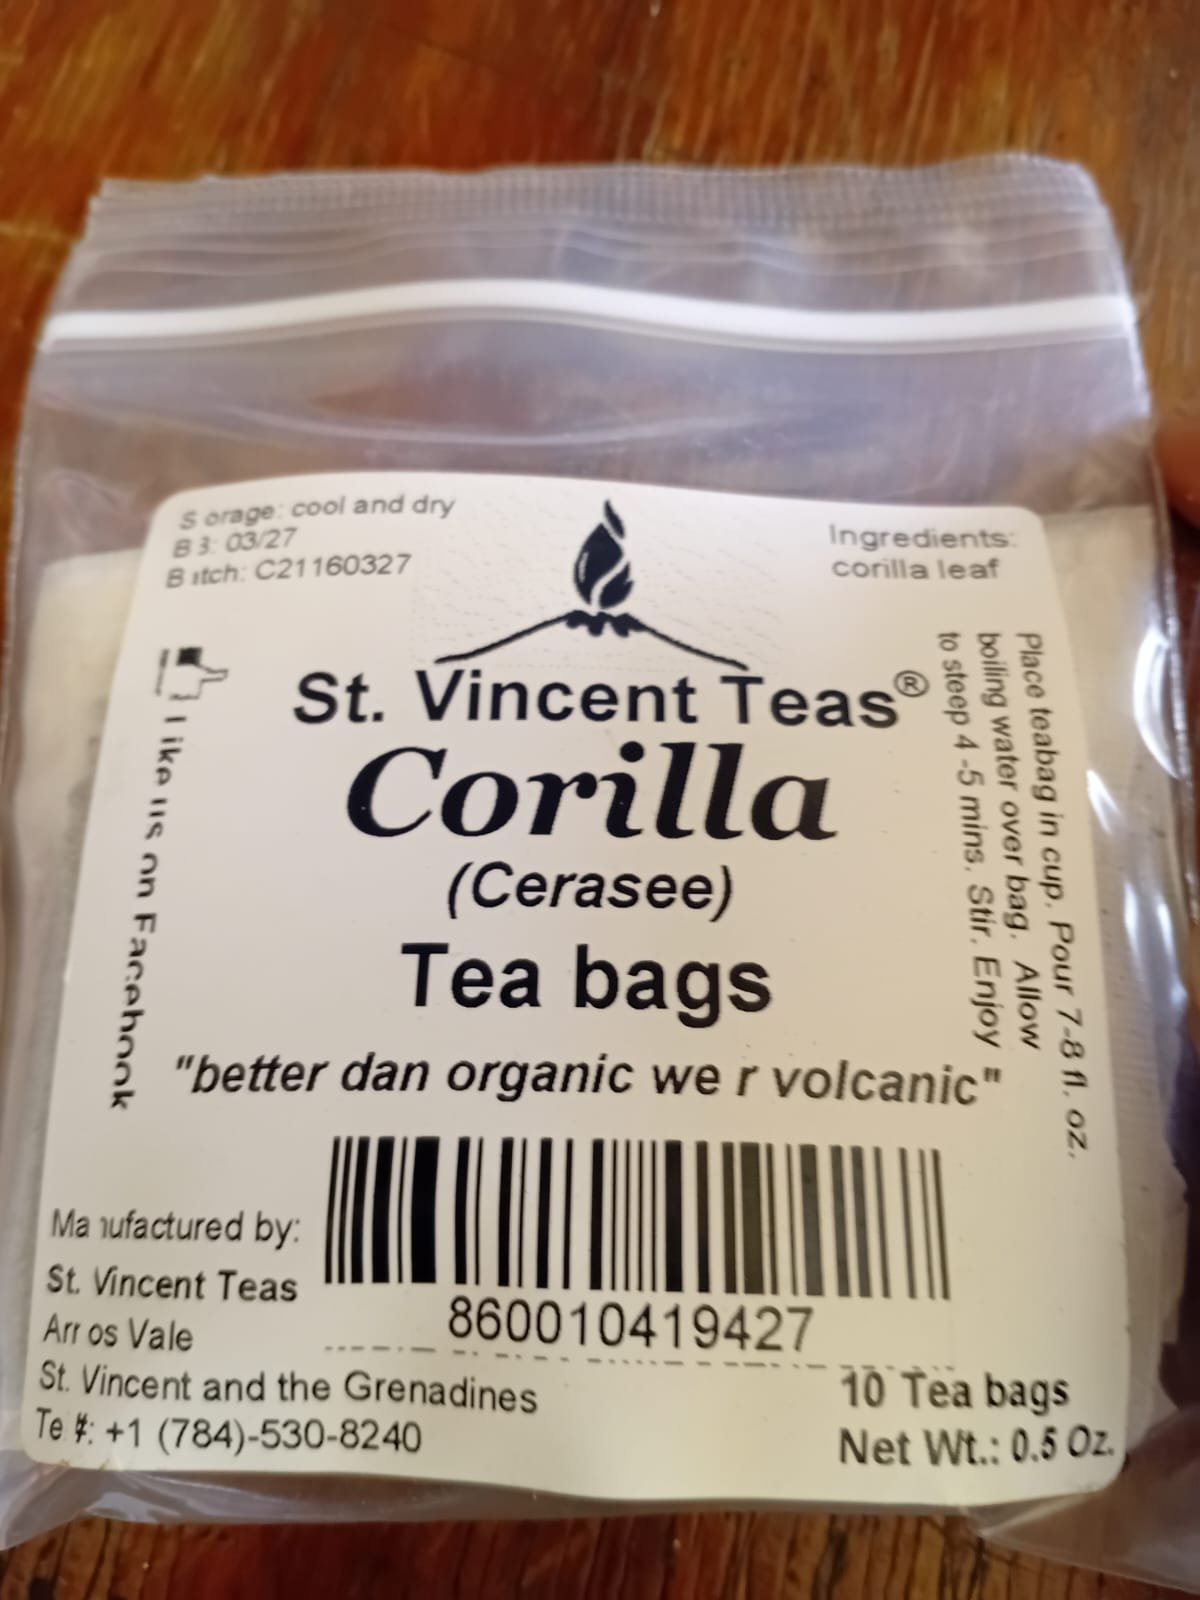 S orage: cool and dry
B 3: 03/27
B tch: C21160327
Ingredients:
corilla leaf
St. Vincent Teas®
Corilla
(Cerasee)
Tea bags
"better dan organic we r volcanic"
Like us on Facebook
Place teabag in cup. Pour 7-8 fl. oz.
boiling water over bag. Allow
to steep 4 -5 mins. Stir. Enjoy
Manufactured by:
St. Vincent Teas
Arr os Vale
St. Vincent and the Grenadines
Te #: +1 (784)-530-8240
860010419427
10 Tea bags
Net Wt.: 0.5 Oz.